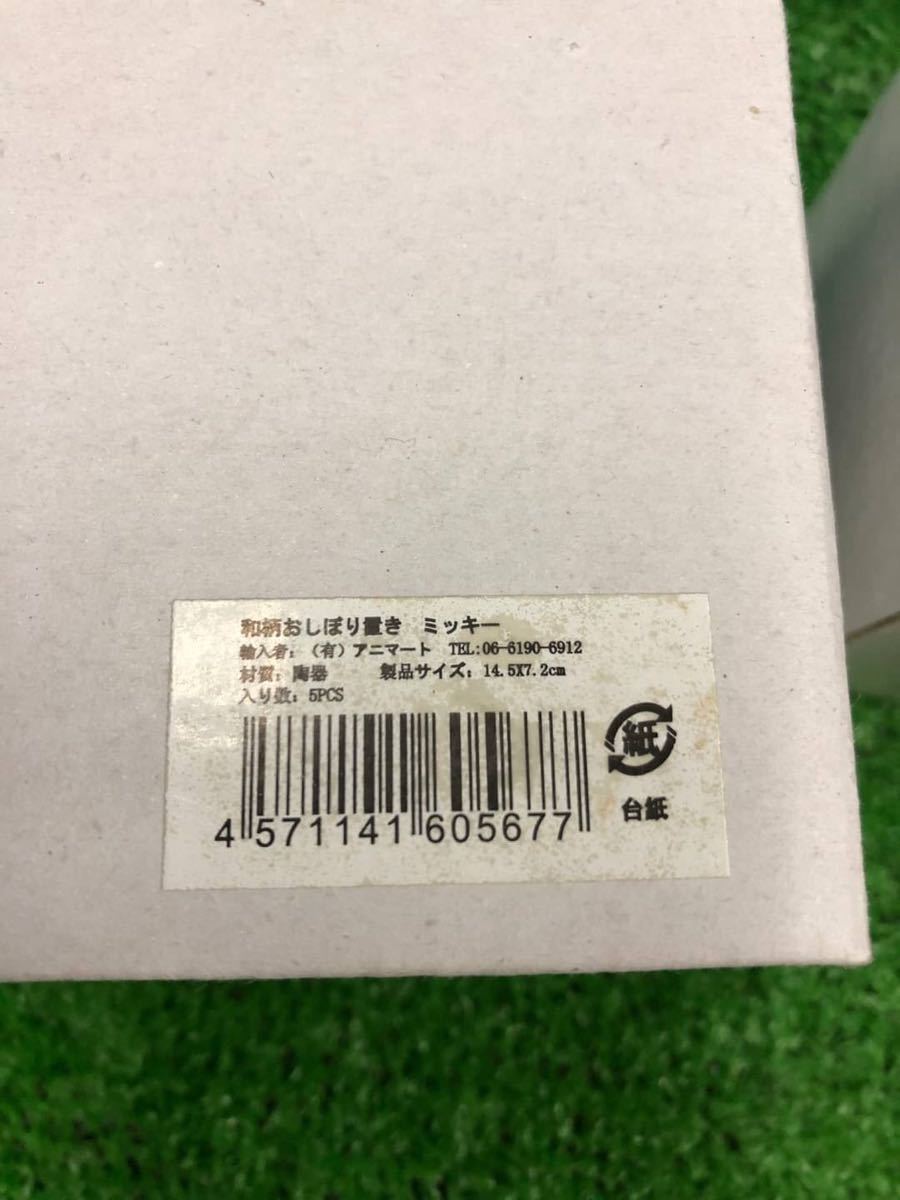 和柄おしぼり置き　ミッキー
輸入者：（有）アニマート　TEL:06-6190-6912
材質：陶器　製品サイズ：14.5X7.2cm
入り数：5PCS
紙
台紙
4 571141 605677